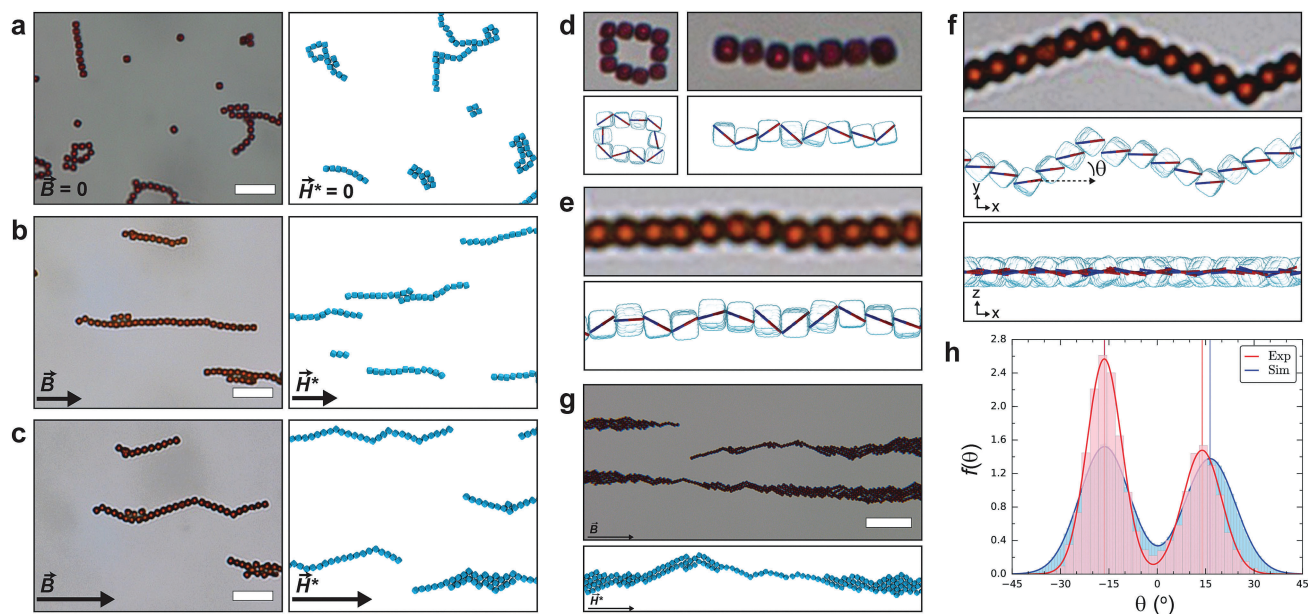 a
B⃗ = 0
H⃗* = 0
b
B⃗
H⃗*
c
B⃗
H⃗*
d
e
f
θ
y
x
z
x
g
B⃗
H⃗*
h
Exp
Sim
2.8
2.4
2.0
1.6
1.2
0.8
0.4
0.0
f(θ)
−45 −30 −15 0 15 30 45
θ (°)